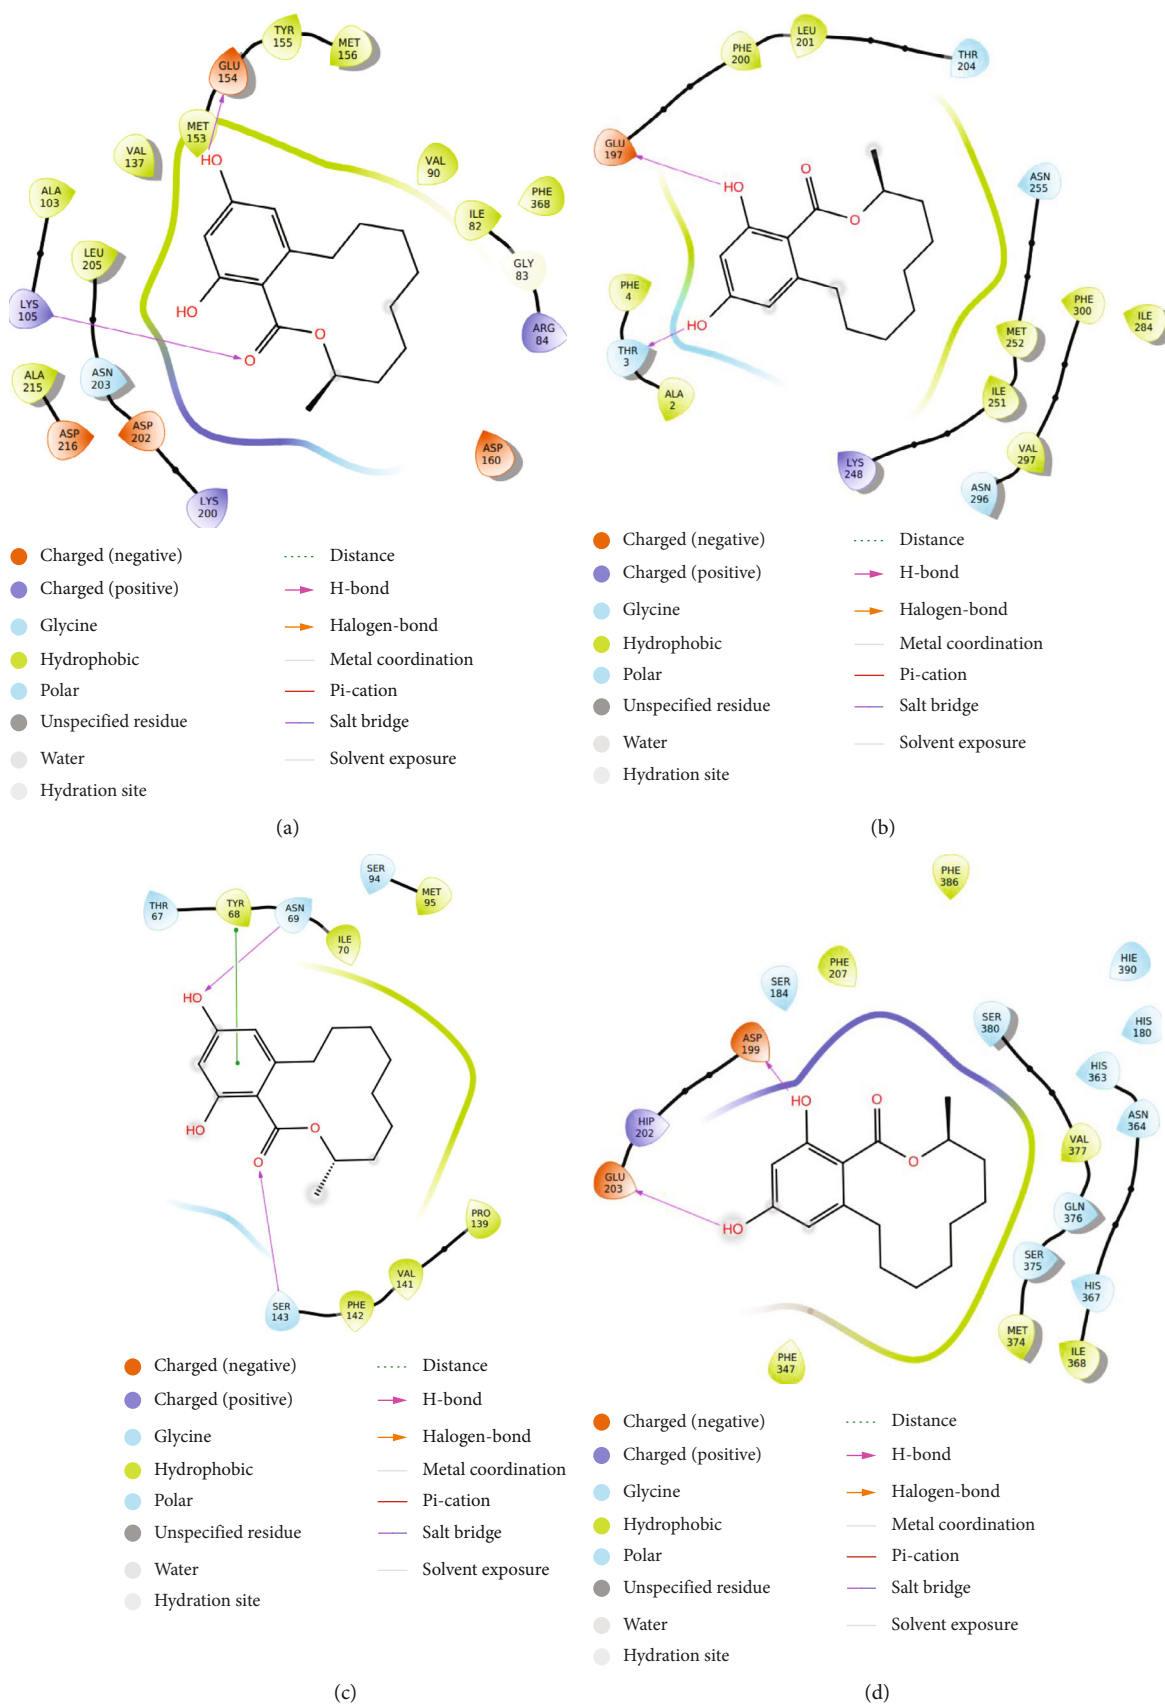 TYR
155
MET
156
GLU
154
MET
153
HO
VAL
137
VAL
90
ALA
103
PHE
368
ILE
82
LEU
205
GLY
83
LYS
105
HO
O
O
ARG
84
ALA
215
ASN
203
ASP
216
ASP
202
ASP
160
LYS
200
Charged (negative)
Charged (positive)
Glycine
Hydrophobic
Polar
Unspecified residue
Water
Hydration site
Distance
H-bond
Halogen-bond
Metal coordination
Pi-cation
Salt bridge
Solvent exposure
(a)
LEU
201
PHE
200
THR
204
GLU
197
O
HO
O
ASN
255
PHE
4
HO
THR
3
ALA
2
PHE
300
ILE
284
MET
252
ILE
251
VAL
297
LYS
248
ASN
296
Charged (negative)
Charged (positive)
Glycine
Hydrophobic
Polar
Unspecified residue
Water
Hydration site
Distance
H-bond
Halogen-bond
Metal coordination
Pi-cation
Salt bridge
Solvent exposure
(b)
SER
94
MET
95
THR
67
TYR
68
ASN
69
ILE
70
HO
HO
O
O
PRO
139
VAL
141
PHE
142
SER
143
Charged (negative)
Charged (positive)
Glycine
Hydrophobic
Polar
Unspecified residue
Water
Hydration site
Distance
H-bond
Halogen-bond
Metal coordination
Pi-cation
Salt bridge
Solvent exposure
(c)
PHE
386
PHE
207
SER
184
HIE
390
SER
380
HIS
180
ASP
199
HIS
363
HO
O
HIP
202
ASN
364
VAL
377
O
GLU
203
GLN
376
HO
SER
375
HIS
367
MET
374
ILE
368
PHE
347
Charged (negative)
Charged (positive)
Glycine
Hydrophobic
Polar
Unspecified residue
Water
Hydration site
Distance
H-bond
Halogen-bond
Metal coordination
Pi-cation
Salt bridge
Solvent exposure
(d)